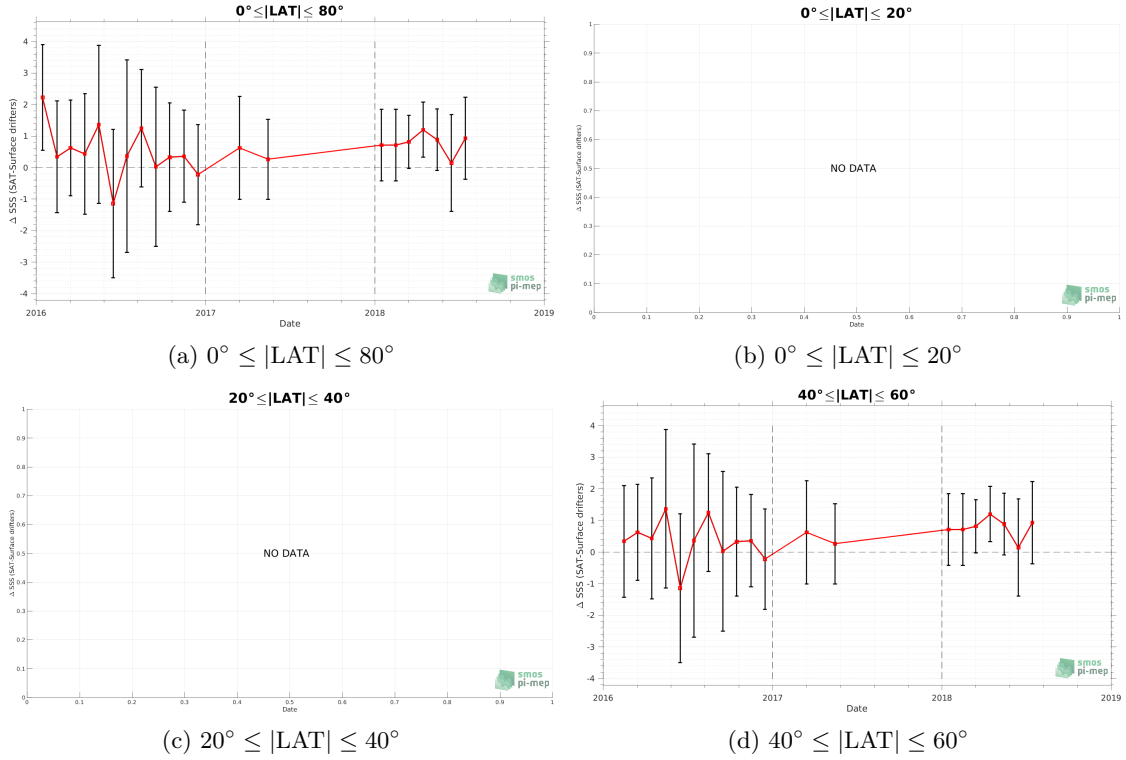 0°≤|LAT|≤ 80°
Δ SSS (SAT-Surface drifters)
4
3
2
1
0
-1
-2
-3
-4
2016
2017
2018
2019
Date
smos
pi-mep
(a) 0° ≤ |LAT| ≤ 80°
0°≤|LAT|≤ 20°
Δ SSS (SAT-Surface drifters)
1
0.9
0.8
0.7
0.6
0.5
0.4
0.3
0.2
0.1
0
NO DATA
0 0.1 0.2 0.3 0.4 0.5 0.6 0.7 0.8 0.9 1
Date
smos
pi-mep
(b) 0° ≤ |LAT| ≤ 20°
20°≤|LAT|≤ 40°
Δ SSS (SAT-Surface drifters)
1
0.9
0.8
0.7
0.6
0.5
0.4
0.3
0.2
0.1
0
NO DATA
0 0.1 0.2 0.3 0.4 0.5 0.6 0.7 0.8 0.9 1
Date
smos
pi-mep
(c) 20° ≤ |LAT| ≤ 40°
40°≤|LAT|≤ 60°
Δ SSS (SAT-Surface drifters)
4
3
2
1
0
-1
-2
-3
-4
2016
2017
2018
2019
Date
smos
pi-mep
(d) 40° ≤ |LAT| ≤ 60°